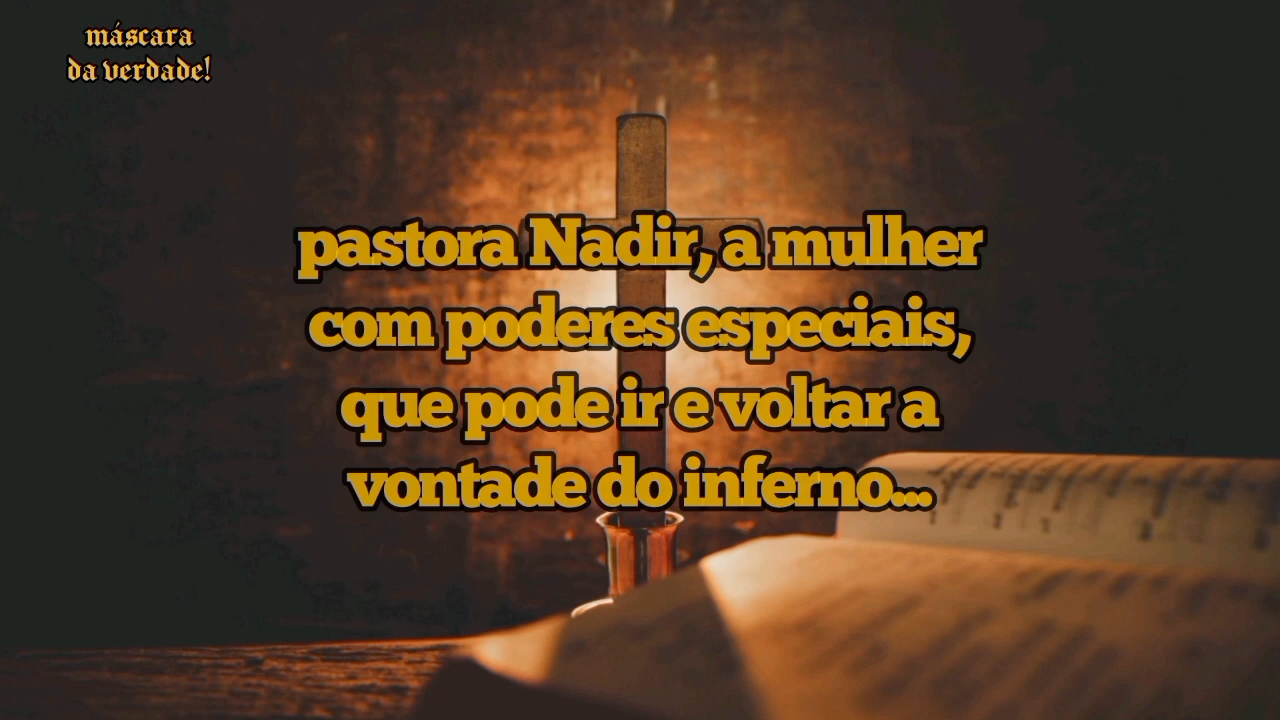 máscara
da verdade!
pastora Nadir, a mulher
com poderes especiais,
que pode ir e voltar a
vontade do inferno...